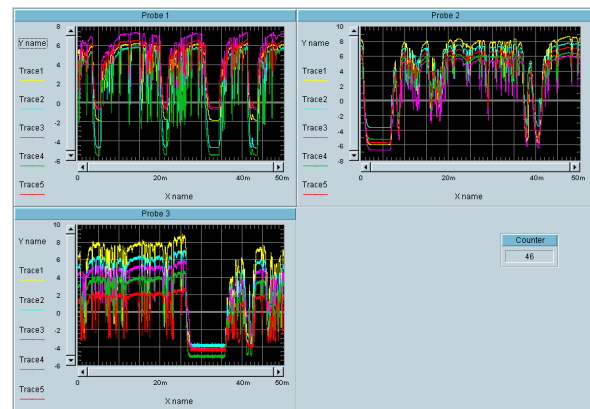 Probe 1
8
Y name
6
Trace1
4
Trace2
2
0
Trace3
-2
Trace4
-4
-6
Trace5
0 20m 40m 50m
X name
Probe 2
10
Y name
8
6
Trace1
4
Trace2
2
0
Trace3
-2
-4
Trace4
-6
-8
Trace5
0 10m 20m 30m 40m 50m
X name
Probe 3
10
Y name
8
6
Trace1
4
Trace2
2
0
Trace3
-2
Trace4
-4
-6
Trace5
0 20m 40m 50m
X name
Counter
46